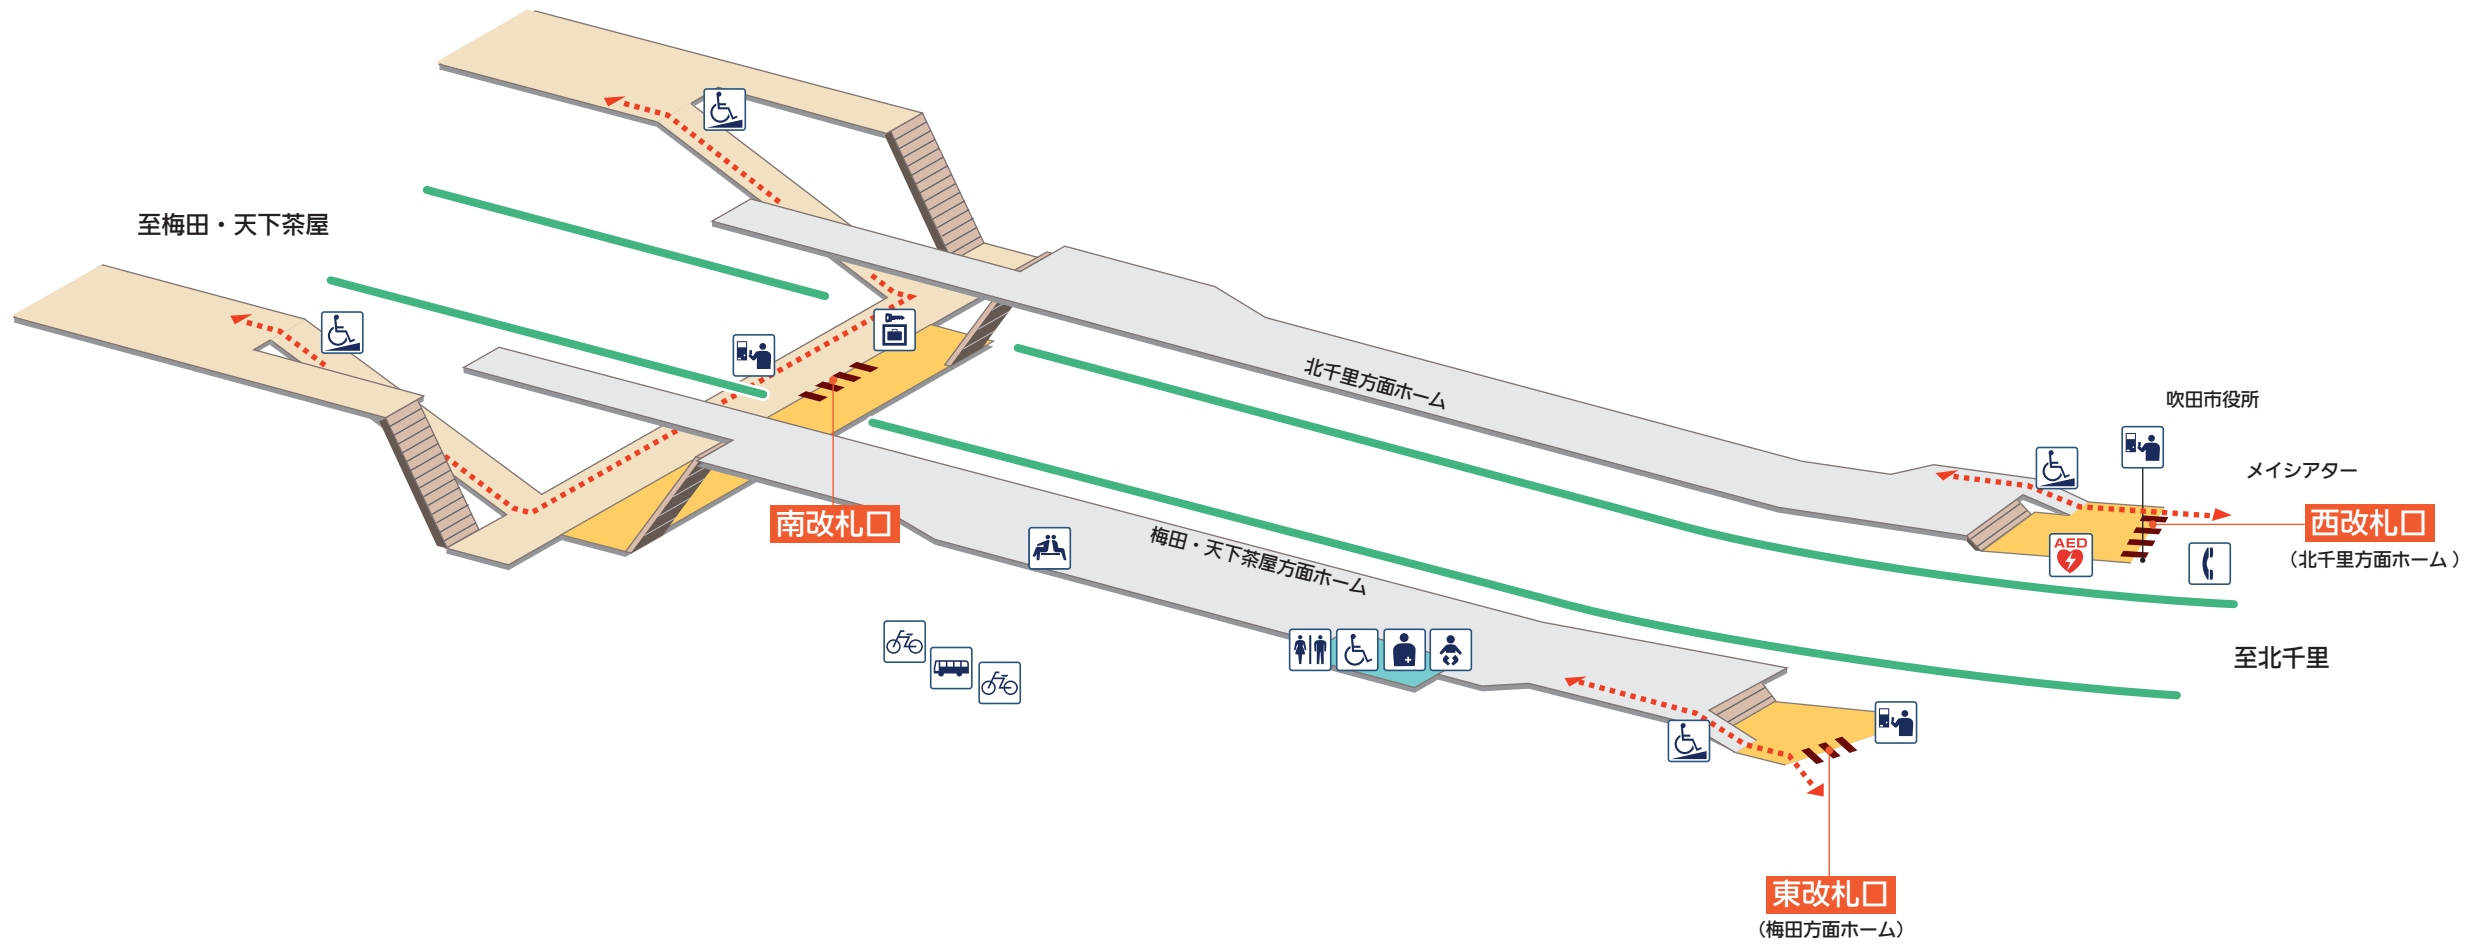 至梅田・天下茶屋
北千里方面ホーム
吹田市役所
メイシアター
南改札口
西改札口
（北千里方面ホーム）
梅田・天下茶屋方面ホーム
AED
至北千里
東改札口
（梅田方面ホーム）